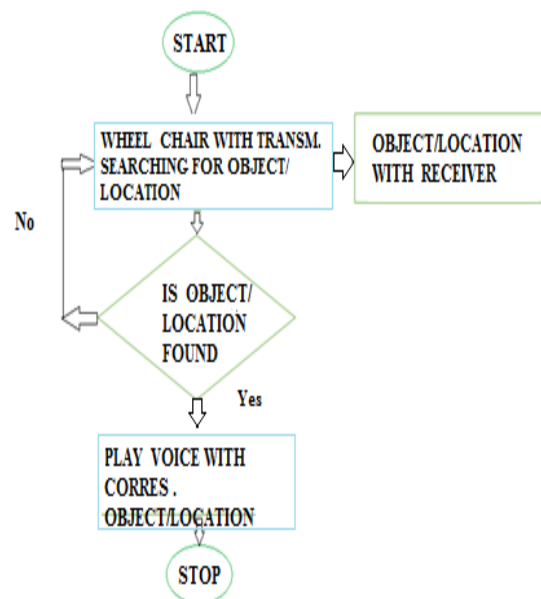 START
WHEEL CHAIR WITH TRANSM.
SEARCHING FOR OBJECT/
LOCATION
OBJECT/LOCATION
WITH RECEIVER
No
IS OBJECT/
LOCATION
FOUND
Yes
PLAY VOICE WITH
CORRES .
OBJECT/LOCATION
STOP